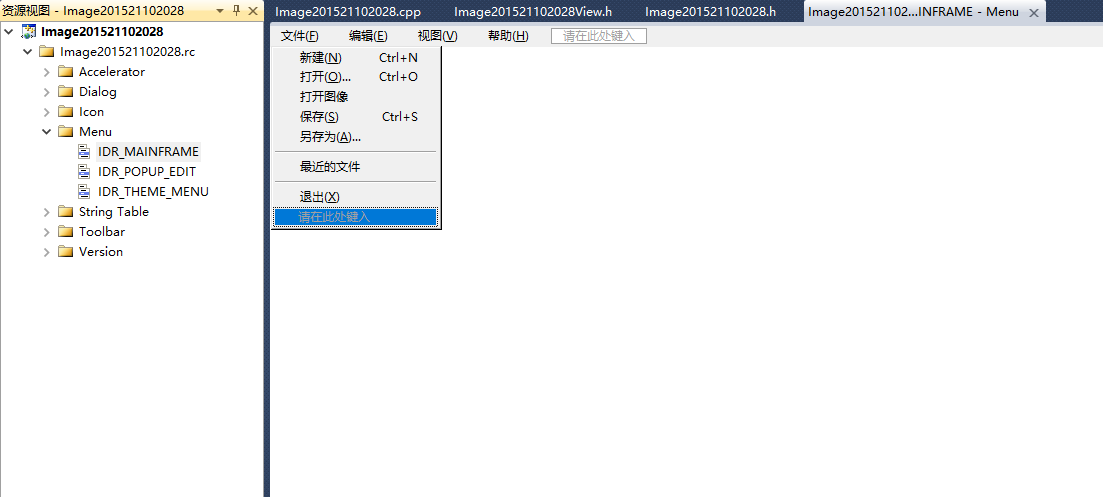 资源视图 - Image201521102028
Image201521102028
Image201521102028.rc
Accelerator
Dialog
Icon
Menu
IDR_MAINFRAME
IDR_POPUP_EDIT
IDR_THEME_MENU
String Table
Toolbar
Version
Image201521102028.cpp Image201521102028View.h Image201521102028.h Image201521102...INFRAME - Menu
文件(F) 编辑(E) 视图(V) 帮助(H) 请在此处键入
新建(N) Ctrl+N
打开(O)... Ctrl+O
打开图像
保存(S) Ctrl+S
另存为(A)...
最近的文件
退出(X)
请在此处键入